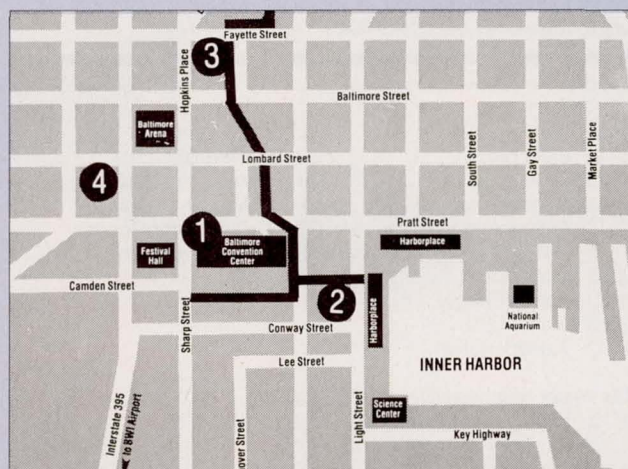 Fayette Street
3
Hopkins Place
Baltimore Street
Baltimore
Arena
Lombard Street
South Street
Gay Street
Market Place
4
1
Pratt Street
Baltimore
Convention
Center
Harborplace
Festival
Hall
Camden Street
2
Harborplace
National
Aquarium
Sharp Street
Conway Street
Lee Street
INNER HARBOR
Interstate 395
to BWI Airport
over Street
Light Street
Science
Center
Key Highway